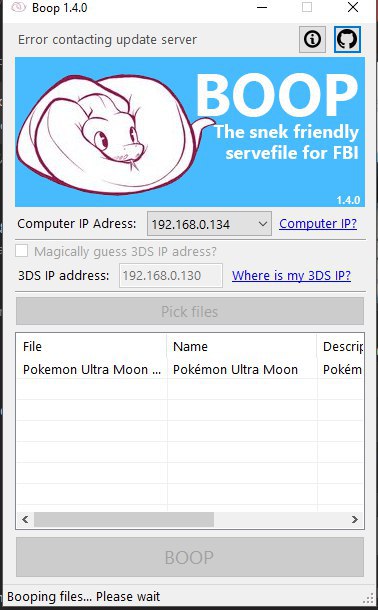 Boop 1.4.0
Error contacting update server
BOOP
The snek friendly
servefile for FBI
1.4.0
Computer IP Adress: 192.168.0.134 Computer IP?
Magically guess 3DS IP adress?
3DS IP address: 192.168.0.130 Where is my 3DS IP?
Pick files
File Name Descrip
Pokemon Ultra Moon ... Pokémon Ultra Moon Pokém
BOOP
Booping files... Please wait